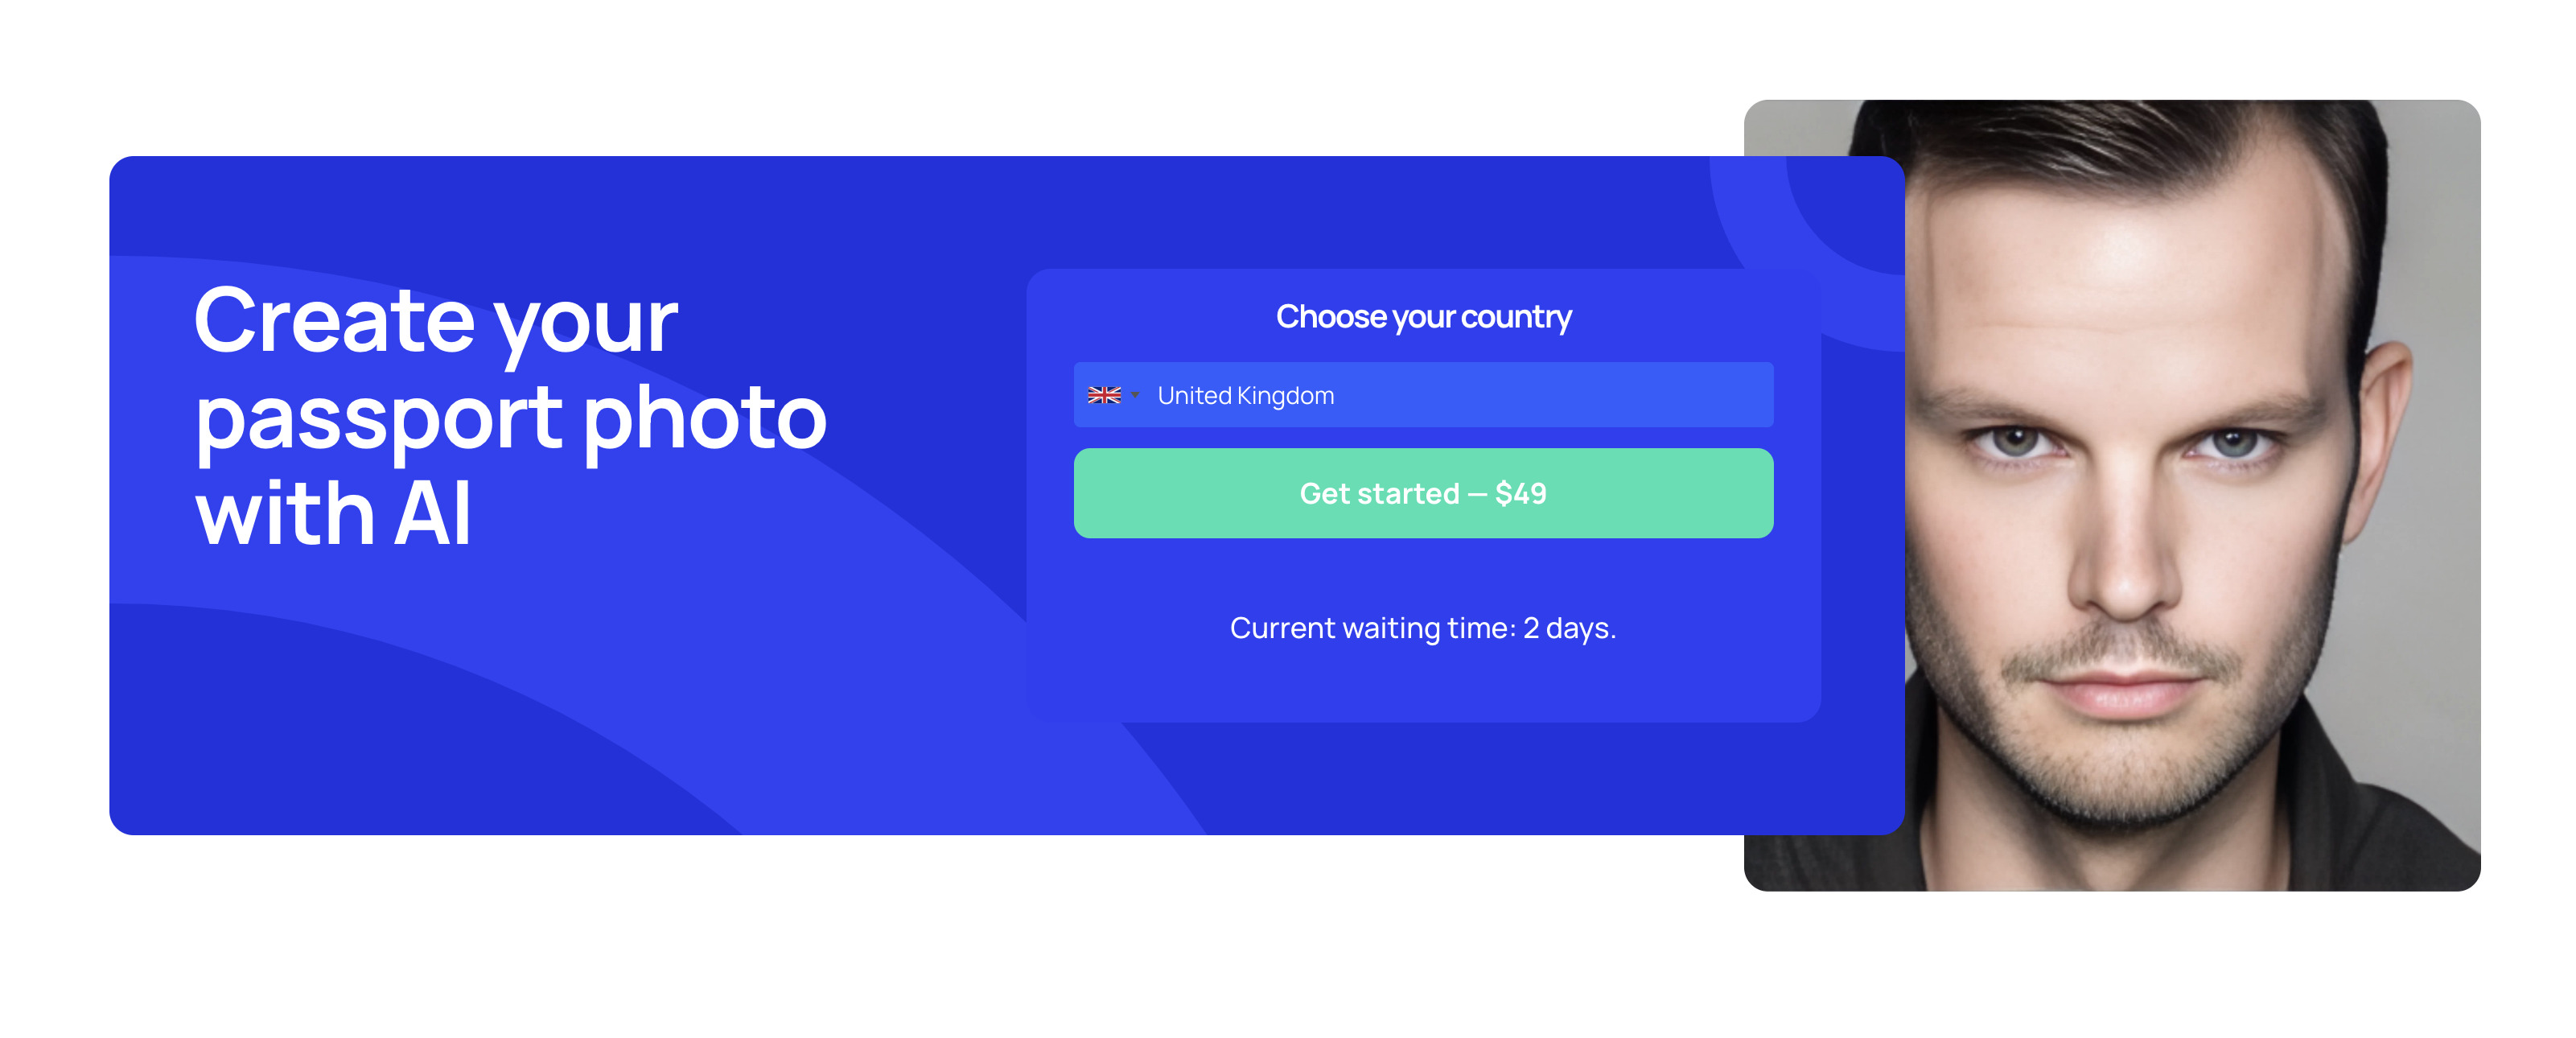 Create your
passport photo
with AI
Choose your country
United Kingdom
Get started — $49
Current waiting time: 2 days.